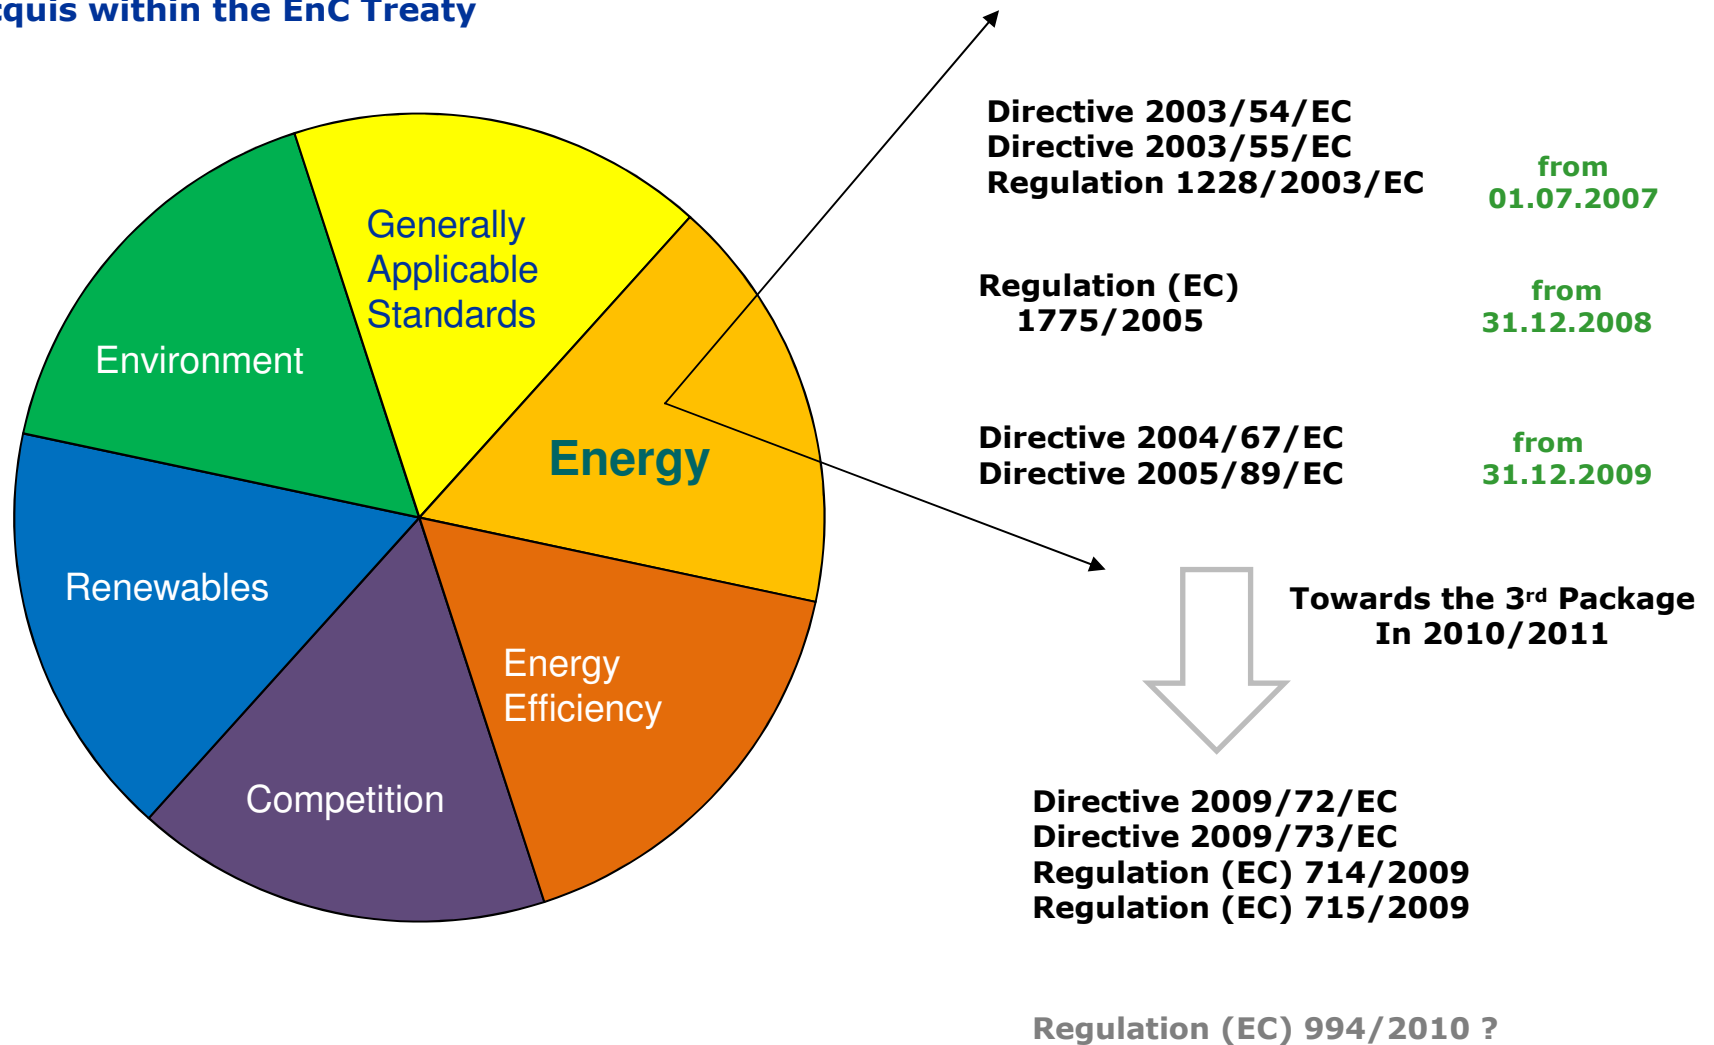 cquis within the EnC Treaty
Generally
Applicable
Standards
Environment
Energy
Renewables
Energy
Efficiency
Competition
Directive 2003/54/EC
Directive 2003/55/EC
Regulation 1228/2003/EC
from
01.07.2007
Regulation (EC)
1775/2005
from
31.12.2008
Directive 2004/67/EC
Directive 2005/89/EC
from
31.12.2009
Towards the 3rd Package
In 2010/2011
Directive 2009/72/EC
Directive 2009/73/EC
Regulation (EC) 714/2009
Regulation (EC) 715/2009
Regulation (EC) 994/2010 ?